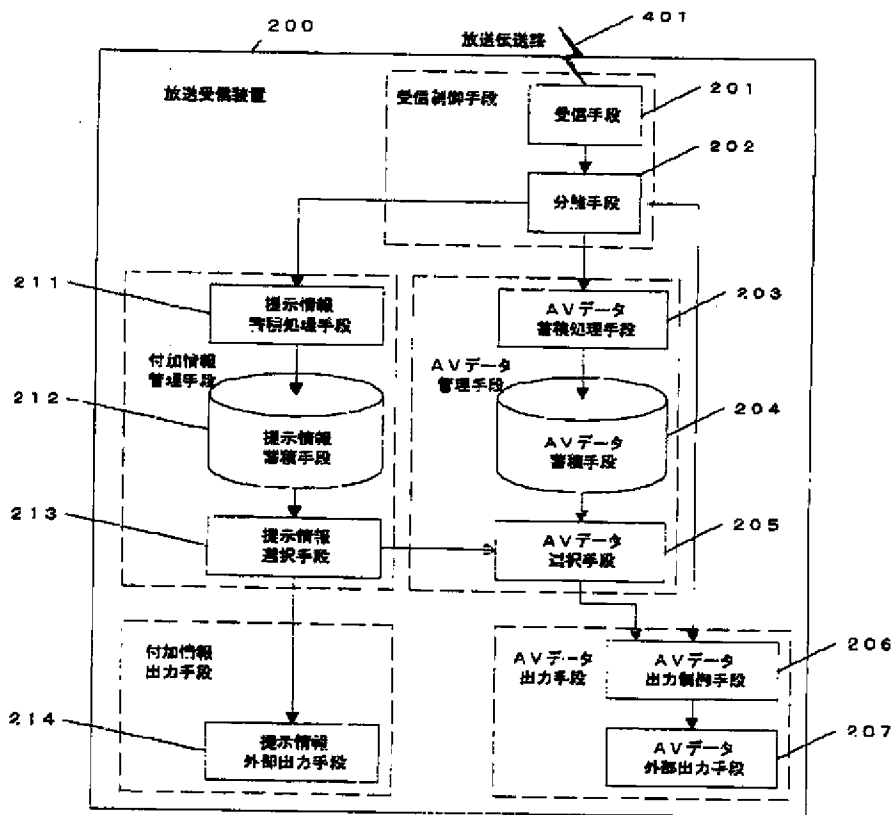 200
放送伝送路
401
放送受信装置
受信制御手段
201
受信手段
202
分離手段
211
提示情報
蓄積処理手段
AVデータ
蓄積処理手段
203
付加情報
管理手段
AVデータ
管理手段
212
提示情報
蓄積手段
AVデータ
蓄積手段
204
213
提示情報
選択手段
AVデータ
選択手段
205
付加情報
出力手段
AVデータ
出力手段
AVデータ
出力制御手段
206
214
提示情報
外部出力手段
AVデータ
外部出力手段
207